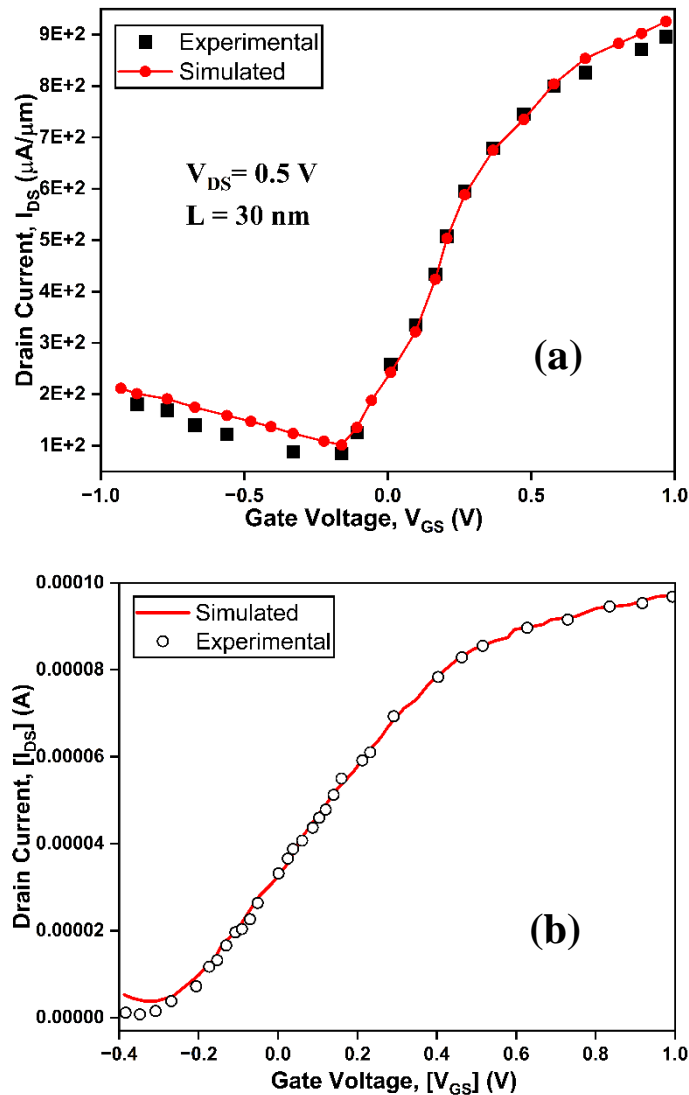 9E+2
8E+2
7E+2
6E+2
5E+2
4E+2
3E+2
2E+2
1E+2
Drain Current, I_DS (μA/μm)
Experimental
Simulated
V_DS= 0.5 V
L = 30 nm
(a)
−1.0 −0.5 0.0 0.5 1.0
Gate Voltage, V_GS (V)
0.00010
0.00008
0.00006
0.00004
0.00002
0.00000
Drain Current, [I_DS] (A)
Simulated
Experimental
(b)
−0.4 −0.2 0.0 0.2 0.4 0.6 0.8 1.0
Gate Voltage, [V_GS] (V)